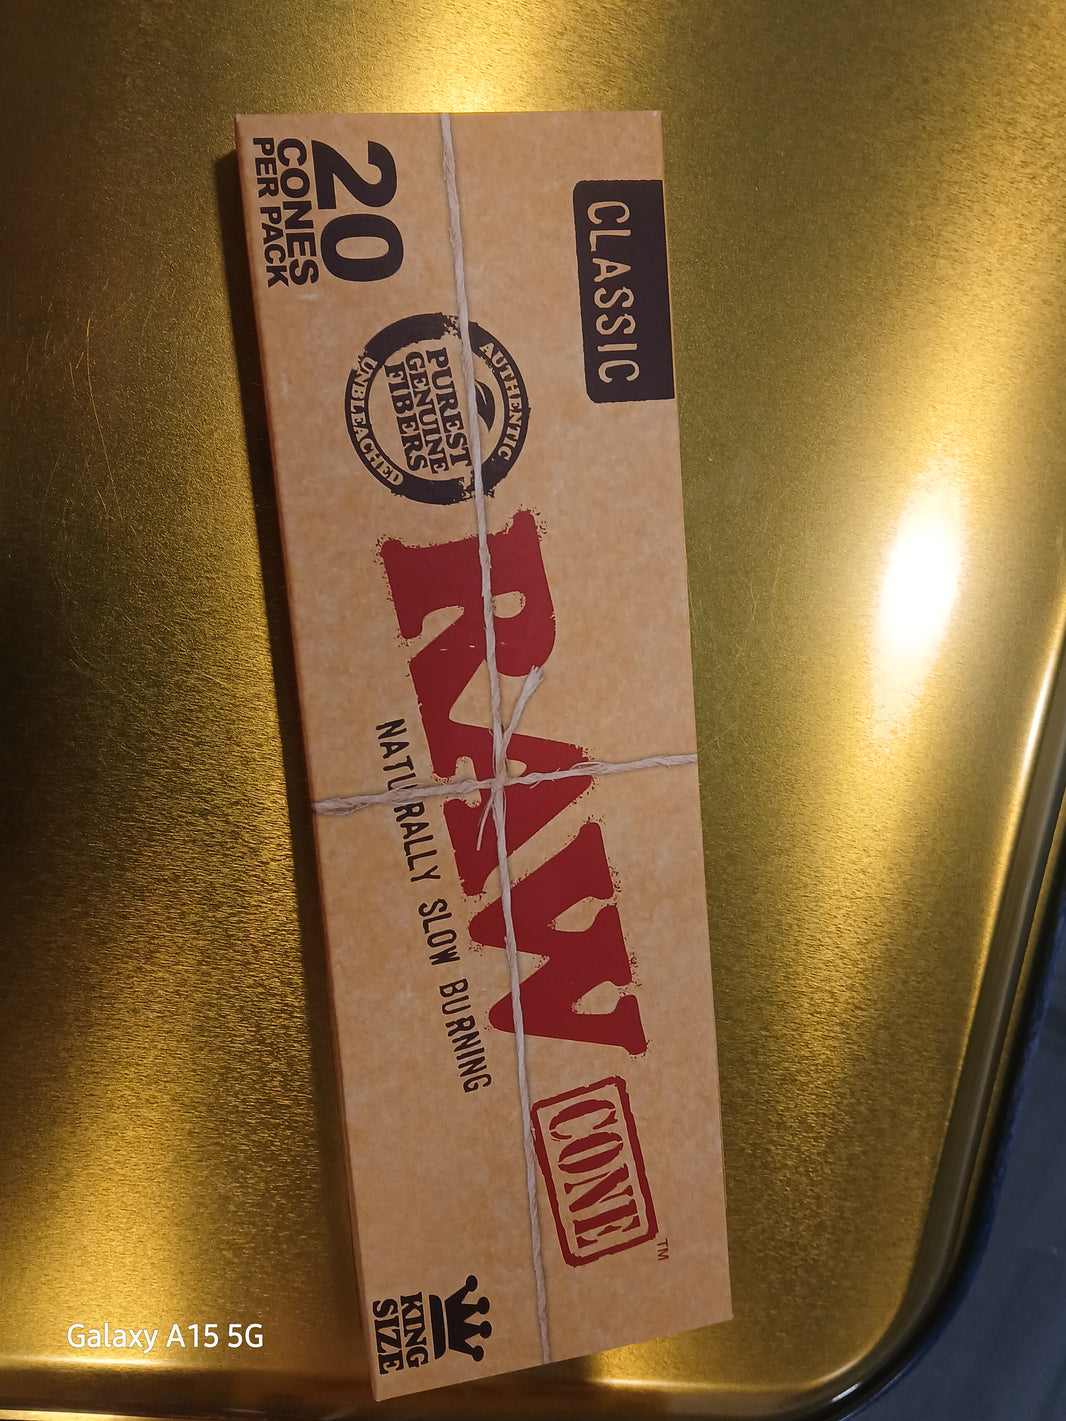 CLASSIC
20
CONES
PER PACK
AUTHENTIC
PUREST
GENUINE
FIBERS
UNBLEACHED
RAW
NATURALLY SLOW BURNING
CONE
TM
KING
SIZE
Galaxy A15 5G